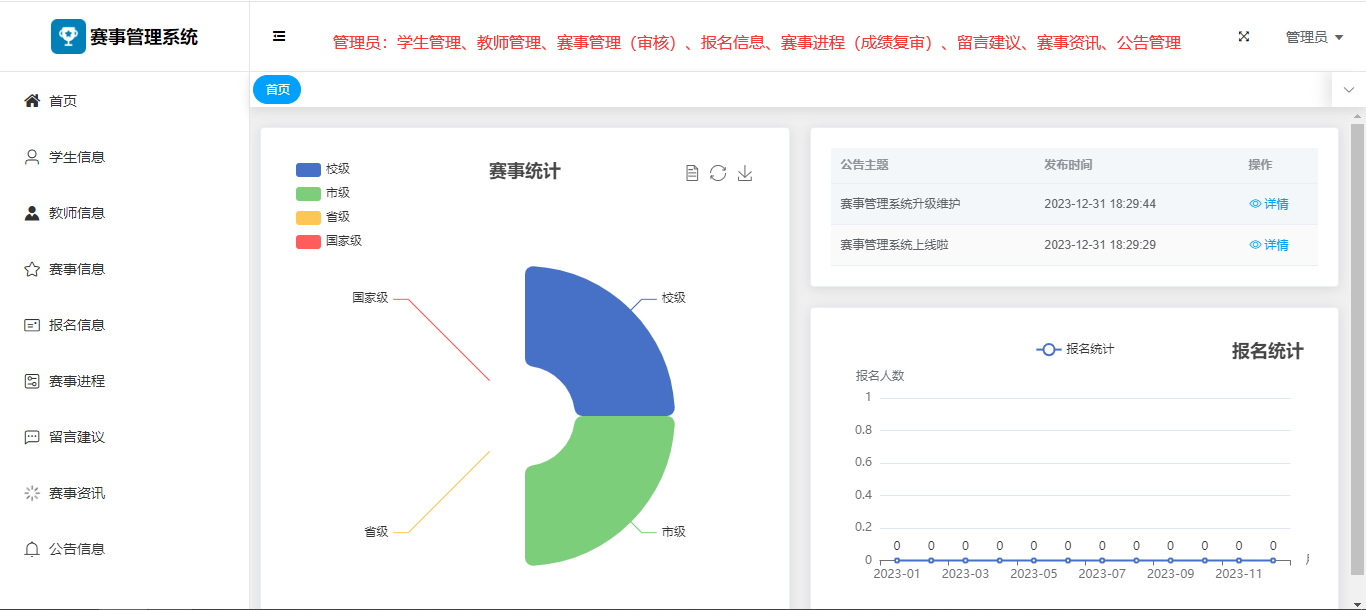 赛事管理系统
管理员：学生管理、教师管理、赛事管理（审核）、报名信息、赛事进程（成绩复审）、留言建议、赛事资讯、公告管理
管理员
首页
首页
学生信息
教师信息
赛事信息
报名信息
赛事进程
留言建议
赛事资讯
公告信息
赛事统计
校级
市级
省级
国家级
国家级
校级
省级
市级
公告主题 发布时间 操作
赛事管理系统升级维护 2023-12-31 18:29:44 详情
赛事管理系统上线啦 2023-12-31 18:29:29 详情
报名统计
报名统计
报名人数
1
0.8
0.6
0.4
0.2
0
0 0 0 0 0 0 0 0 0 0 0 0
2023-01 2023-03 2023-05 2023-07 2023-09 2023-11